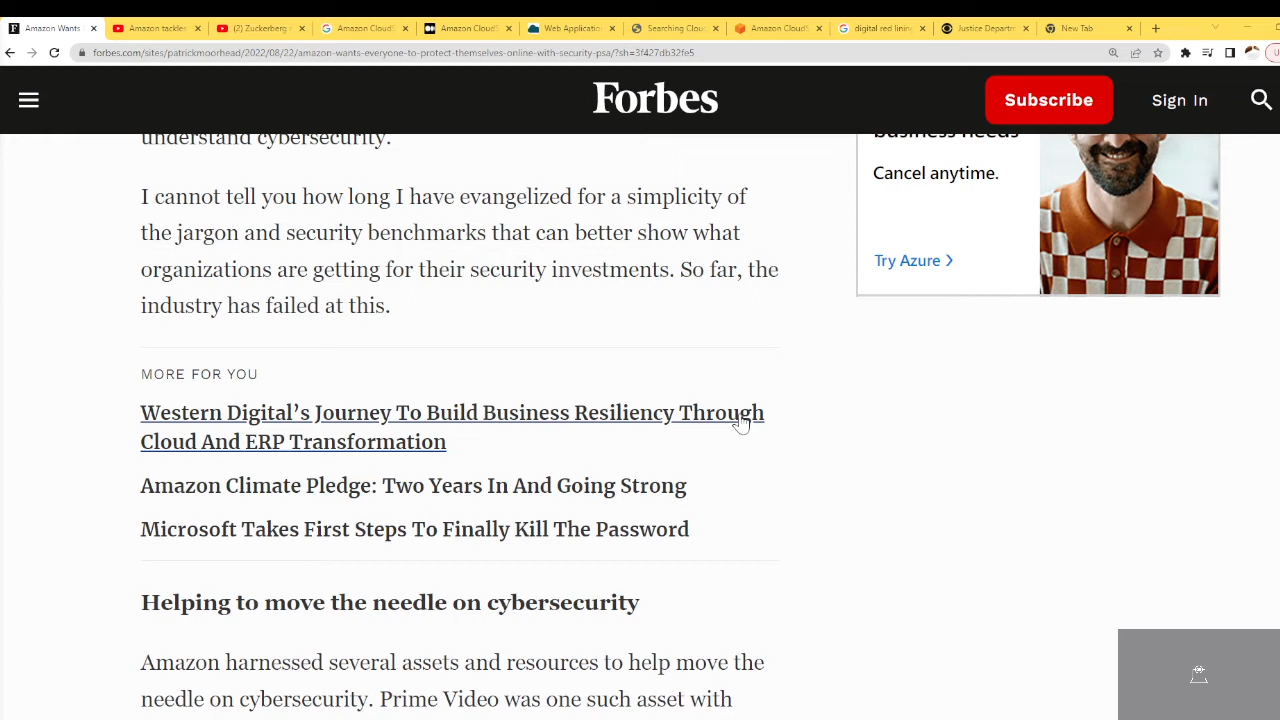 Amazon Wants
Amazon tackles
(2) Zuckerberg
Amazon CloudS
Amazon CloudS
Web Application
Searching Clou
Amazon CloudS
digital red lining
Justice Departm
New Tab
forbes.com/sites/patrickmoorhead/2022/08/22/amazon-wants-everyone-to-protect-themselves-online-with-security-psa/?sh=3f427db32fe5
Forbes
Subscribe
Sign In
understand cybersecurity.
business needs
Cancel anytime.
Try Azure
I cannot tell you how long I have evangelized for a simplicity of
the jargon and security benchmarks that can better show what
organizations are getting for their security investments. So far, the
industry has failed at this.
MORE FOR YOU
Western Digital’s Journey To Build Business Resiliency Through
Cloud And ERP Transformation
Amazon Climate Pledge: Two Years In And Going Strong
Microsoft Takes First Steps To Finally Kill The Password
Helping to move the needle on cybersecurity
Amazon harnessed several assets and resources to help move the
needle on cybersecurity. Prime Video was one such asset with